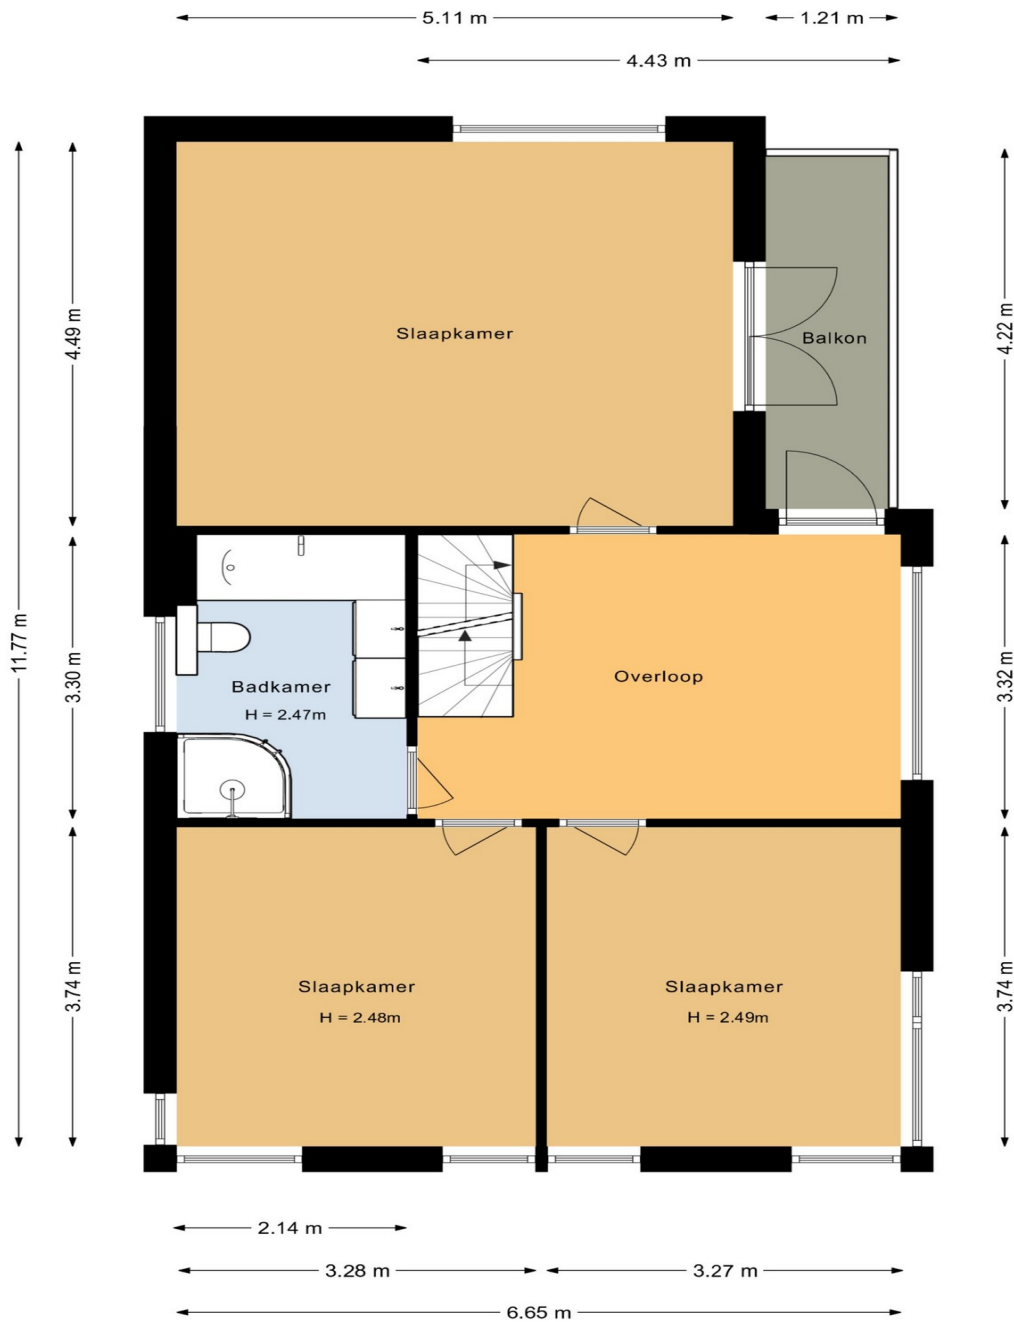 5.11 m
1.21 m
4.43 m
Slaapkamer
Balkon
4.49 m
4.22 m
11.77 m
3.30 m
Badkamer
H = 2.47m
Overloop
3.32 m
3.74 m
Slaapkamer
H = 2.48m
Slaapkamer
H = 2.49m
3.74 m
2.14 m
3.28 m
3.27 m
6.65 m